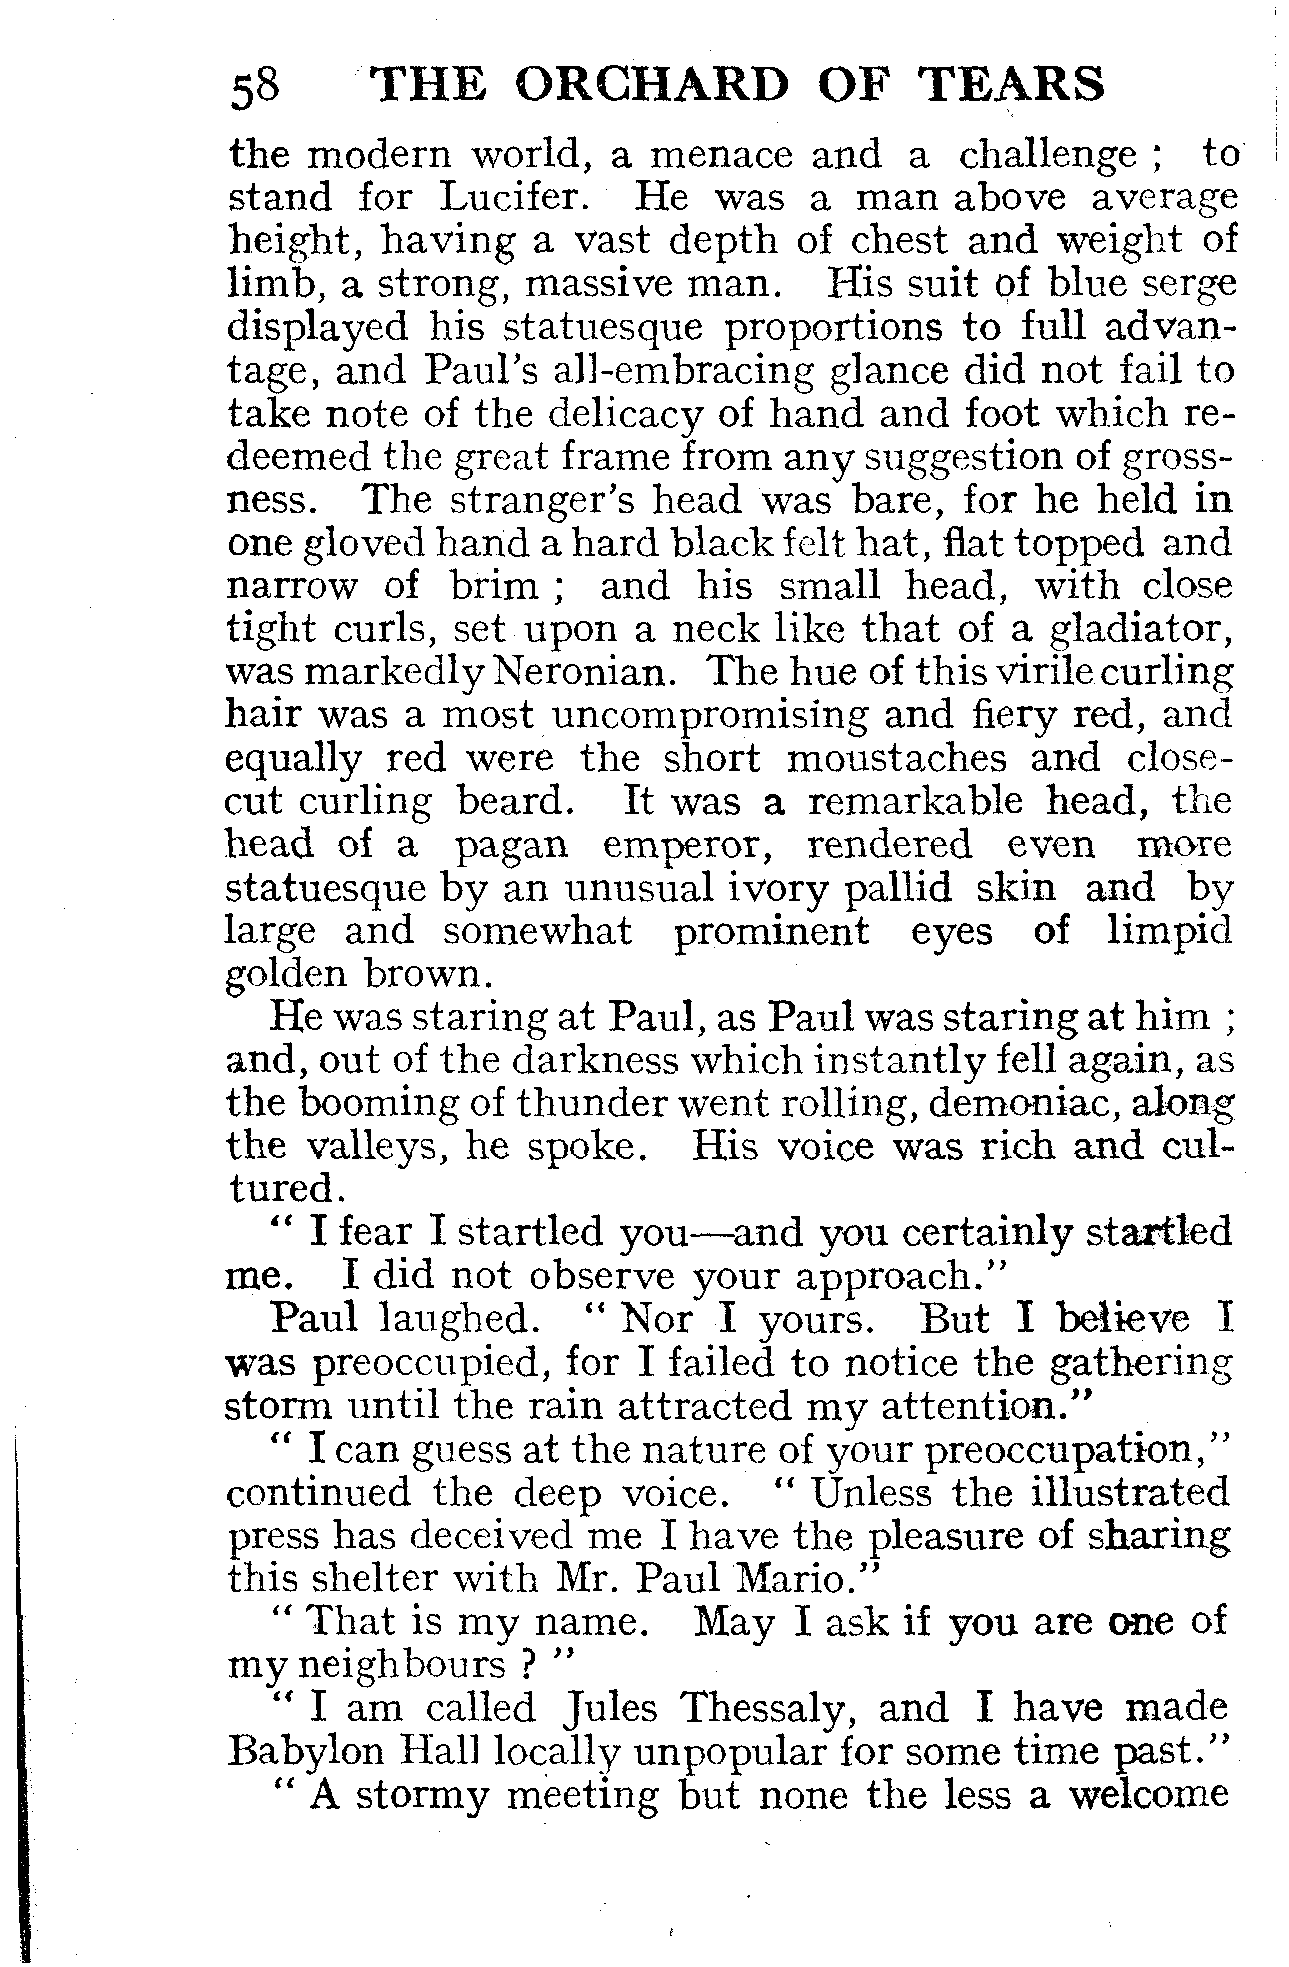 58 THE ORCHARD OF TEARS
the modern world, a menace and a challenge ; to
stand for Lucifer. He was a man above average
height, having a vast depth of chest and weight of
limb, a strong, massive man. His suit of blue serge
displayed his statuesque proportions to full advan-
tage, and Paul's all-embracing glance did not fail to
take note of the delicacy of hand and foot which re-
deemed the great frame from any suggestion of gross-
ness. The stranger's head was bare, for he held in
one gloved hand a hard black felt hat, flat topped and
narrow of brim ; and his small head, with close
tight curls, set upon a neck like that of a gladiator,
was markedly Neronian. The hue of this virile curling
hair was a most uncompromising and fiery red, and
equally red were the short moustaches and close-
cut curling beard. It was a remarkable head, the
head of a pagan emperor, rendered even more
statuesque by an unusual ivory pallid skin and by
large and somewhat prominent eyes of limpid
golden brown.
He was staring at Paul, as Paul was staring at him ;
and, out of the darkness which instantly fell again, as
the booming of thunder went rolling, demoniac, along
the valleys, he spoke. His voice was rich and cul-
tured.
" I fear I startled you—and you certainly startled
me. I did not observe your approach."
Paul laughed. " Nor I yours. But I believe I
was preoccupied, for I failed to notice the gathering
storm until the rain attracted my attention."
" I can guess at the nature of your preoccupation,"
continued the deep voice. " Unless the illustrated
press has deceived me I have the pleasure of sharing
this shelter with Mr. Paul Mario."
" That is my name. May I ask if you are one of
my neighbours ? "
" I am called Jules Thessaly, and I have made
Babylon Hall locally unpopular for some time past."
" A stormy meeting but none the less a welcome